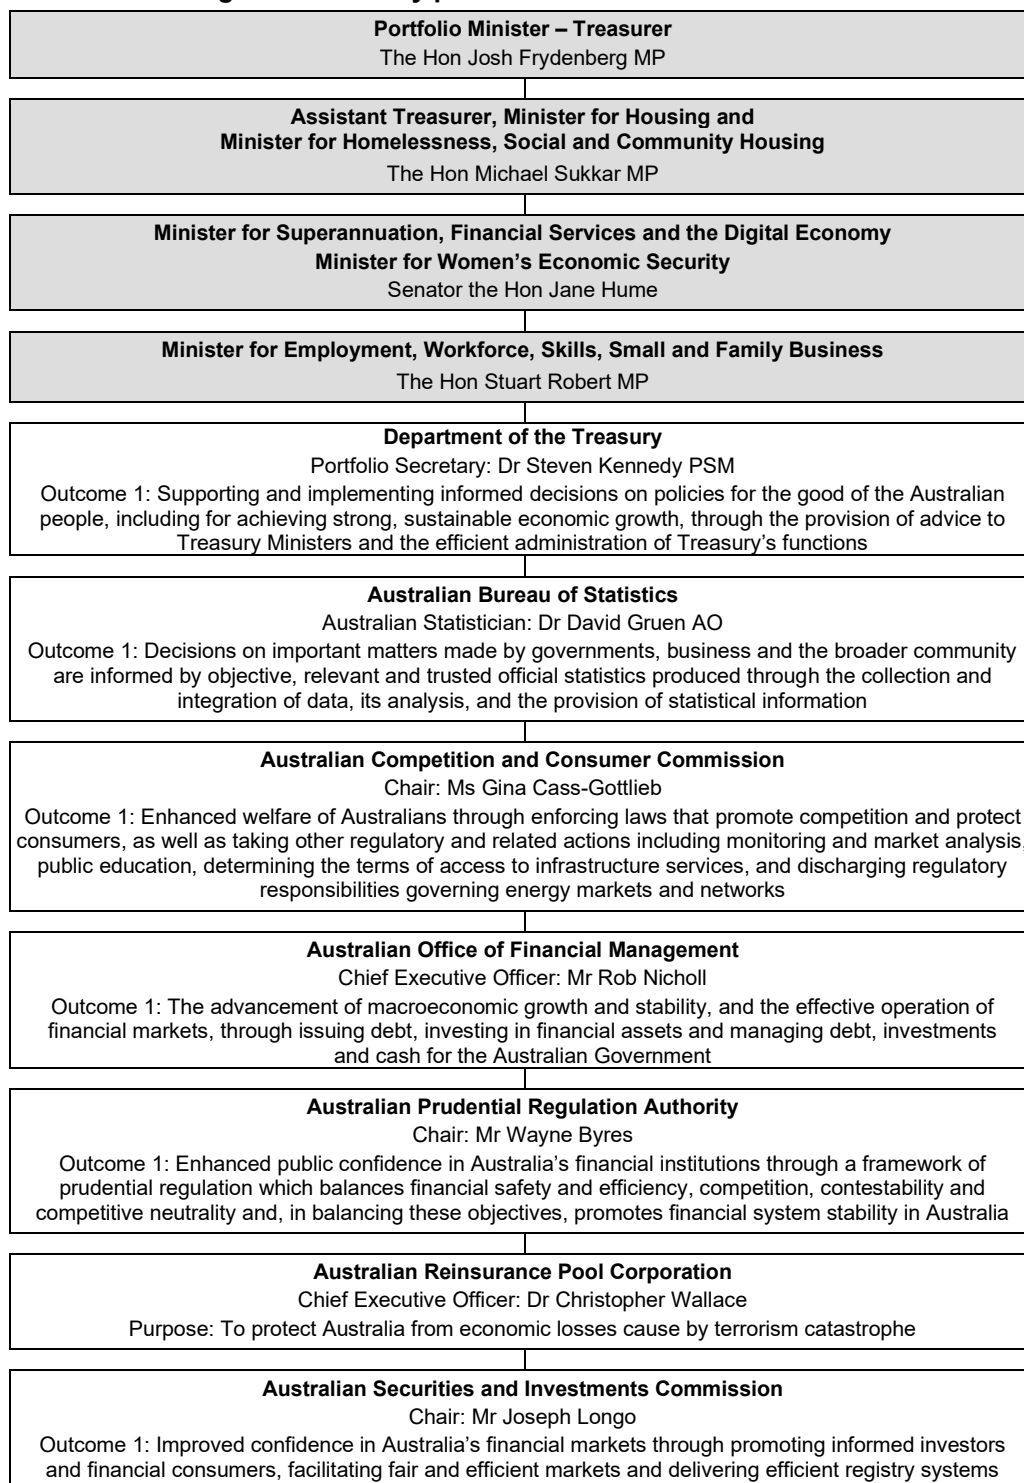 Portfolio Minister – Treasurer
The Hon Josh Frydenberg MP
Assistant Treasurer, Minister for Housing and
Minister for Homelessness, Social and Community Housing
The Hon Michael Sukkar MP
Minister for Superannuation, Financial Services and the Digital Economy
Minister for Women's Economic Security
Senator the Hon Jane Hume
Minister for Employment, Workforce, Skills, Small and Family Business
The Hon Stuart Robert MP
Department of the Treasury
Portfolio Secretary: Dr Steven Kennedy PSM
Outcome 1: Supporting and implementing informed decisions on policies for the good of the Australian
people, including for achieving strong, sustainable economic growth, through the provision of advice to
Treasury Ministers and the efficient administration of Treasury's functions
Australian Bureau of Statistics
Australian Statistician: Dr David Gruen AO
Outcome 1: Decisions on important matters made by governments, business and the broader community
are informed by objective, relevant and trusted official statistics produced through the collection and
integration of data, its analysis, and the provision of statistical information
Australian Competition and Consumer Commission
Chair: Ms Gina Cass-Gottlieb
Outcome 1: Enhanced welfare of Australians through enforcing laws that promote competition and protect
consumers, as well as taking other regulatory and related actions including monitoring and market analysis,
public education, determining the terms of access to infrastructure services, and discharging regulatory
responsibilities governing energy markets and networks
Australian Office of Financial Management
Chief Executive Officer: Mr Rob Nicholl
Outcome 1: The advancement of macroeconomic growth and stability, and the effective operation of
financial markets, through issuing debt, investing in financial assets and managing debt, investments
and cash for the Australian Government
Australian Prudential Regulation Authority
Chair: Mr Wayne Byres
Outcome 1: Enhanced public confidence in Australia's financial institutions through a framework of
prudential regulation which balances financial safety and efficiency, competition, contestability and
competitive neutrality and, in balancing these objectives, promotes financial system stability in Australia
Australian Reinsurance Pool Corporation
Chief Executive Officer: Dr Christopher Wallace
Purpose: To protect Australia from economic losses cause by terrorism catastrophe
Australian Securities and Investments Commission
Chair: Mr Joseph Longo
Outcome 1: Improved confidence in Australia's financial markets through promoting informed investors
and financial consumers, facilitating fair and efficient markets and delivering efficient registry systems